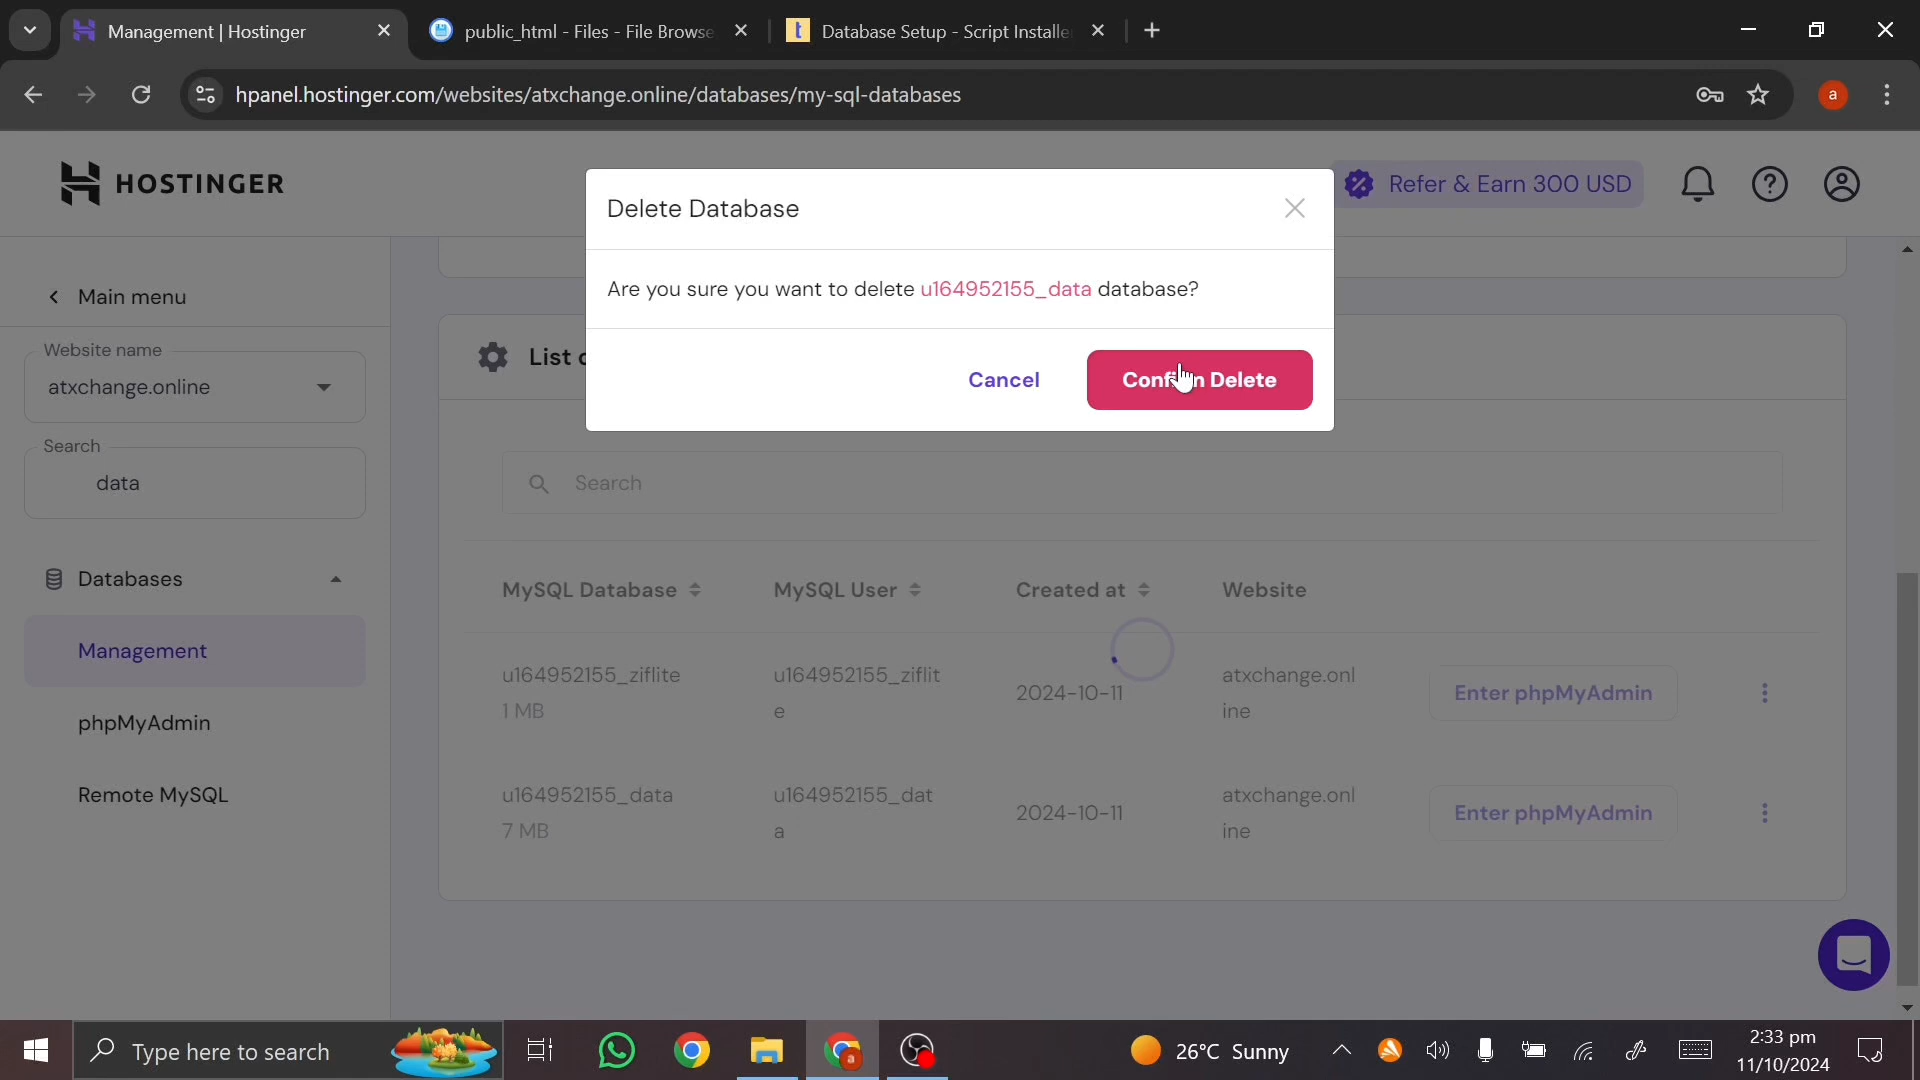 Management | Hostinger
public_html - Files - File Browse
Database Setup - Script Installe
hpanel.hostinger.com/websites/atxchange.online/databases/my-sql-databases
a
HOSTINGER
Refer & Earn 300 USD
Delete Database
Are you sure you want to delete u164952155_data database?
Cancel
Confirm Delete
Main menu
Website name
atxchange.online
Search
data
Databases
Management
phpMyAdmin
Remote MySQL
List
Search
MySQL Database
MySQL User
Created at
Website
u164952155_ziflite
1 MB
u164952155_ziflit
e
2024-10-11
atxchange.onl
ine
Enter phpMyAdmin
u164952155_data
7 MB
u164952155_dat
a
2024-10-11
atxchange.onl
ine
Enter phpMyAdmin
Type here to search
26°C Sunny
2:33 pm
11/10/2024